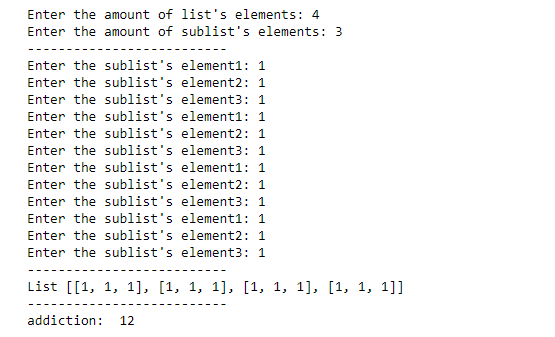 Enter the amount of list's elements: 4
Enter the amount of sublist's elements: 3
--------------------------
Enter the sublist's element1: 1
Enter the sublist's element2: 1
Enter the sublist's element3: 1
Enter the sublist's element1: 1
Enter the sublist's element2: 1
Enter the sublist's element3: 1
Enter the sublist's element1: 1
Enter the sublist's element2: 1
Enter the sublist's element3: 1
Enter the sublist's element1: 1
Enter the sublist's element2: 1
Enter the sublist's element3: 1
--------------------------
List [[1, 1, 1], [1, 1, 1], [1, 1, 1], [1, 1, 1]]
--------------------------
addiction:  12